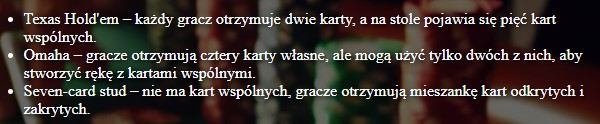 • Texas Hold'em – każdy gracz otrzymuje dwie karty, a na stole pojawia się pięć kart
wspólnych.
• Omaha – gracze otrzymują cztery karty własne, ale mogą użyć tylko dwóch z nich, aby
stworzyć rękę z kartami wspólnymi.
• Seven-card stud – nie ma kart wspólnych, gracze otrzymują mieszankę kart odkrytych i
zakrytych.